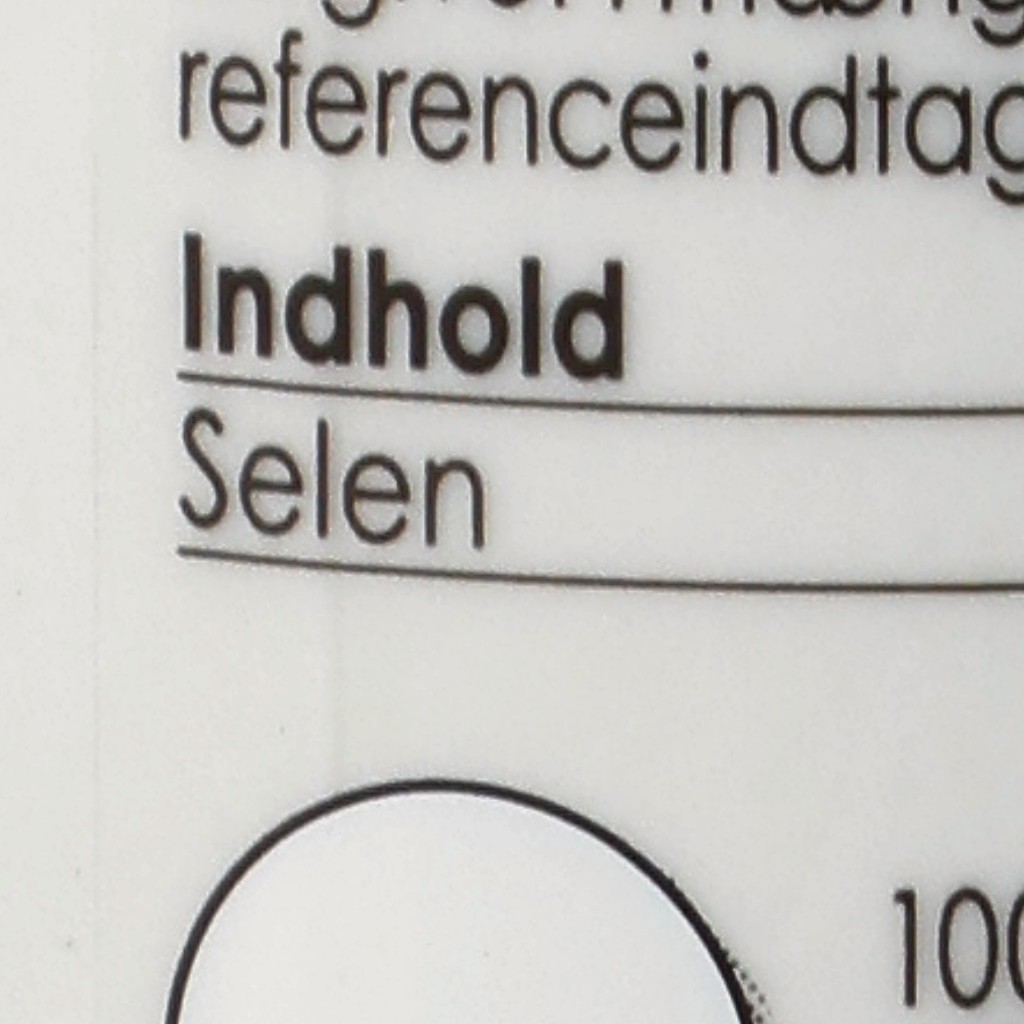 referenceindtag
Indhold
Selen
100